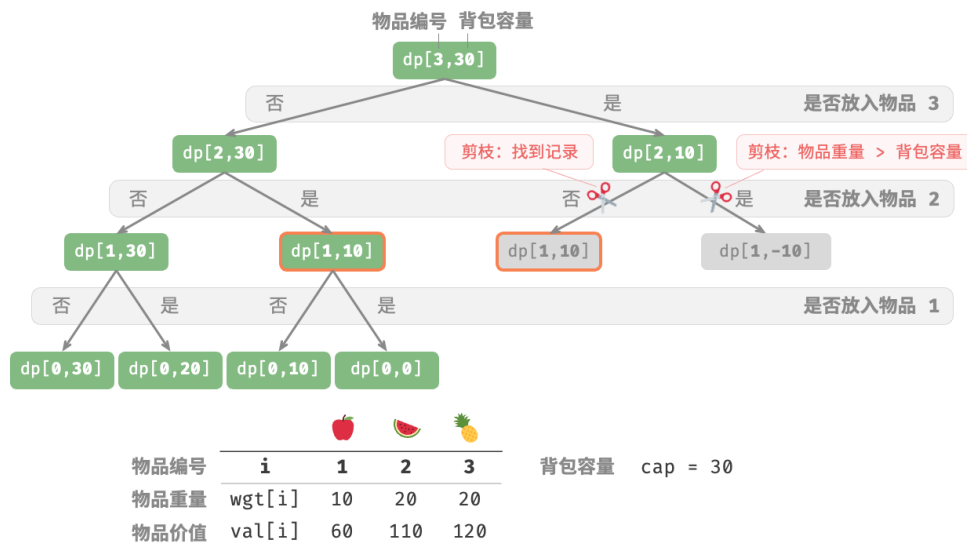 物品编号 背包容量
dp[3,30]
否 是 是否放入物品 3
dp[2,30] 剪枝：找到记录 dp[2,10] 剪枝：物品重量 > 背包容量
否 是 否 是 是否放入物品 2
dp[1,30] dp[1,10] dp[1,10] dp[1,-10]
否 是 否 是 是否放入物品 1
dp[0,30] dp[0,20] dp[0,10] dp[0,0]
物品编号 i 1 2 3 背包容量 cap = 30
物品重量 wgt[i] 10 20 20
物品价值 val[i] 60 110 120